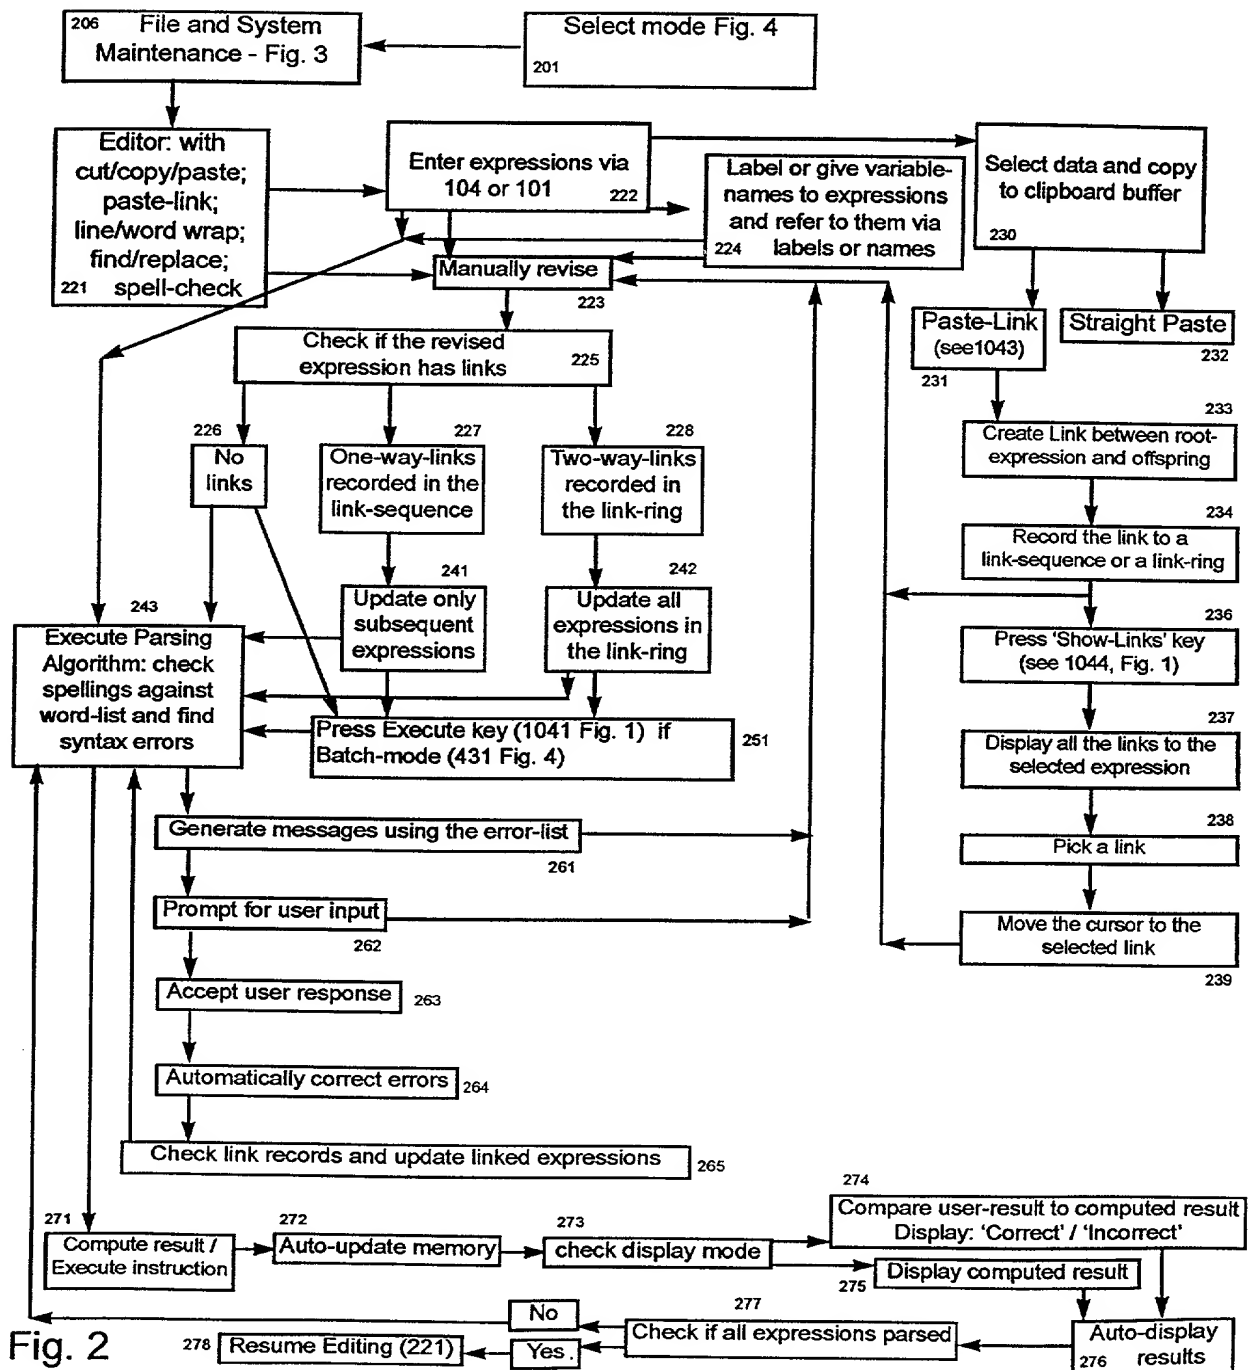 206 File and System
Maintenance - Fig. 3
Select mode Fig. 4
201
Editor: with
cut/copy/paste;
paste-link;
line/word wrap;
find/replace;
221 spell-check
Enter expressions via
104 or 101
222
Label or give variable-
names to expressions
and refer to them via
224 labels or names
Select data and copy
to clipboard buffer
230
Manually revise
223
Paste-Link
(see1043)
231
Straight Paste
232
Check if the revised
expression has links
225
226
No
links
227
One-way-links
recorded in the
link-sequence
228
Two-way-links
recorded in
the link-ring
233
Create Link between root-
expression and offspring
234
Record the link to a
link-sequence or a link-ring
241
Update only
subsequent
expressions
242
Update all
expressions in
the link-ring
236
Press 'Show-Links' key
(see 1044, Fig. 1)
243
Execute Parsing
Algorithm: check
spellings against
word-list and find
syntax errors
Press Execute key (1041 Fig. 1) if
Batch-mode (431 Fig. 4)
251
237
Display all the links to the
selected expression
238
Pick a link
Generate messages using the error-list
261
Prompt for user input
262
Move the cursor to the
selected link
239
Accept user response
263
Automatically correct errors
264
Check link records and update linked expressions
265
271
Compute result /
Execute instruction
272
Auto-update memory
273
check display mode
274
Compare user-result to computed result
Display: 'Correct' / 'Incorrect'
275
Display computed result
277
Check if all expressions parsed
Auto-display
276 results
No
Yes.
278
Resume Editing (221)
Fig. 2